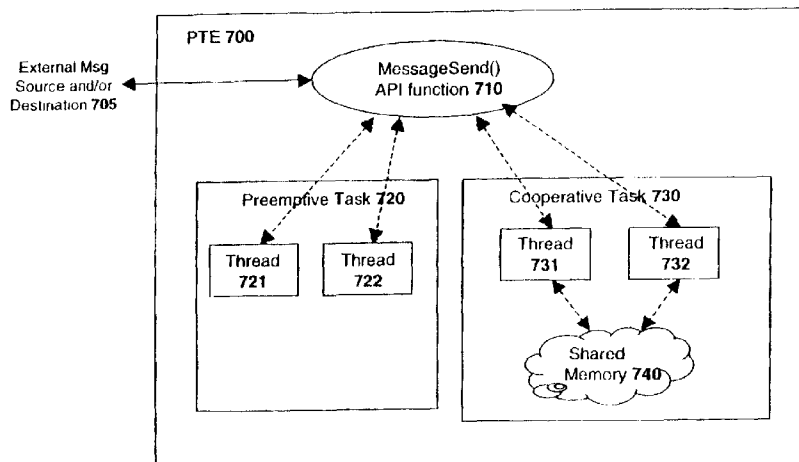 PTE 700
External Msg
Source and/or
Destination 705
MessageSend()
API function 710
Preemptive Task 720
Thread
721
Thread
722
Cooperative Task 730
Thread
731
Thread
732
Shared
Memory 740